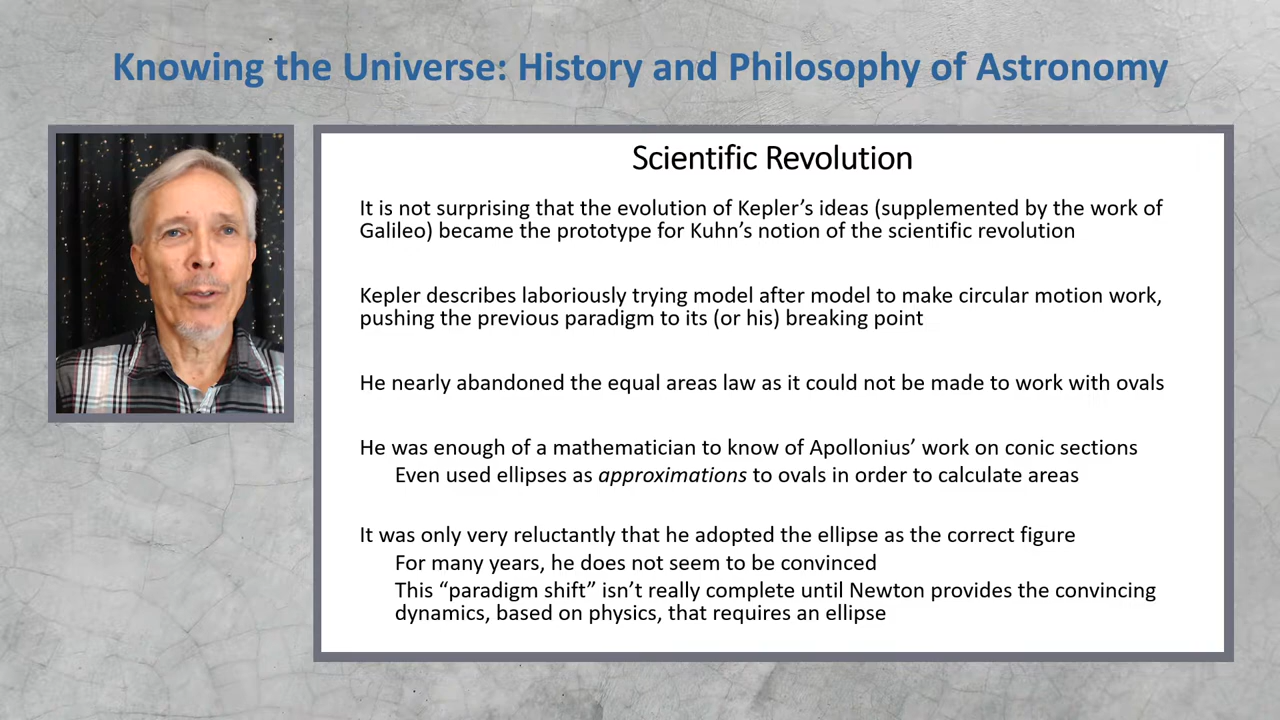 Knowing the Universe: History and Philosophy of Astronomy
Scientific Revolution
It is not surprising that the evolution of Kepler’s ideas (supplemented by the work of
Galileo) became the prototype for Kuhn’s notion of the scientific revolution
Kepler describes laboriously trying model after model to make circular motion work,
pushing the previous paradigm to its (or his) breaking point
He nearly abandoned the equal areas law as it could not be made to work with ovals
He was enough of a mathematician to know of Apollonius’ work on conic sections
Even used ellipses as approximations to ovals in order to calculate areas
It was only very reluctantly that he adopted the ellipse as the correct figure
For many years, he does not seem to be convinced
This “paradigm shift” isn’t really complete until Newton provides the convincing
dynamics, based on physics, that requires an ellipse